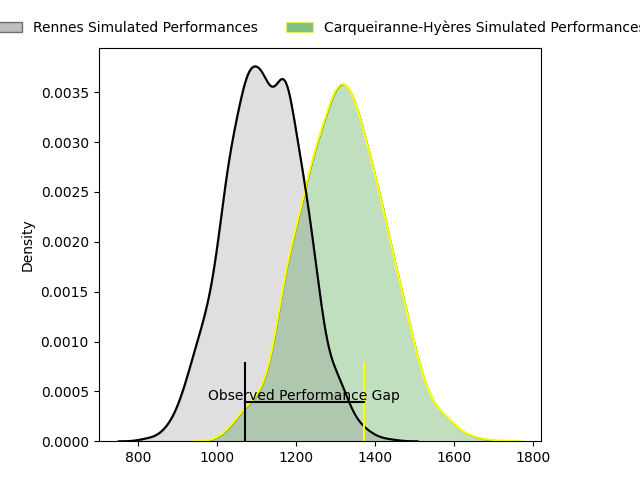 Rennes Simulated Performances
Carqueiranne-Hyères Simulated Performances
Density
0.0035
0.0030
0.0025
0.0020
0.0015
0.0010
0.0005
0.0000
Observed Performance Gap
800 1000 1200 1400 1600 1800